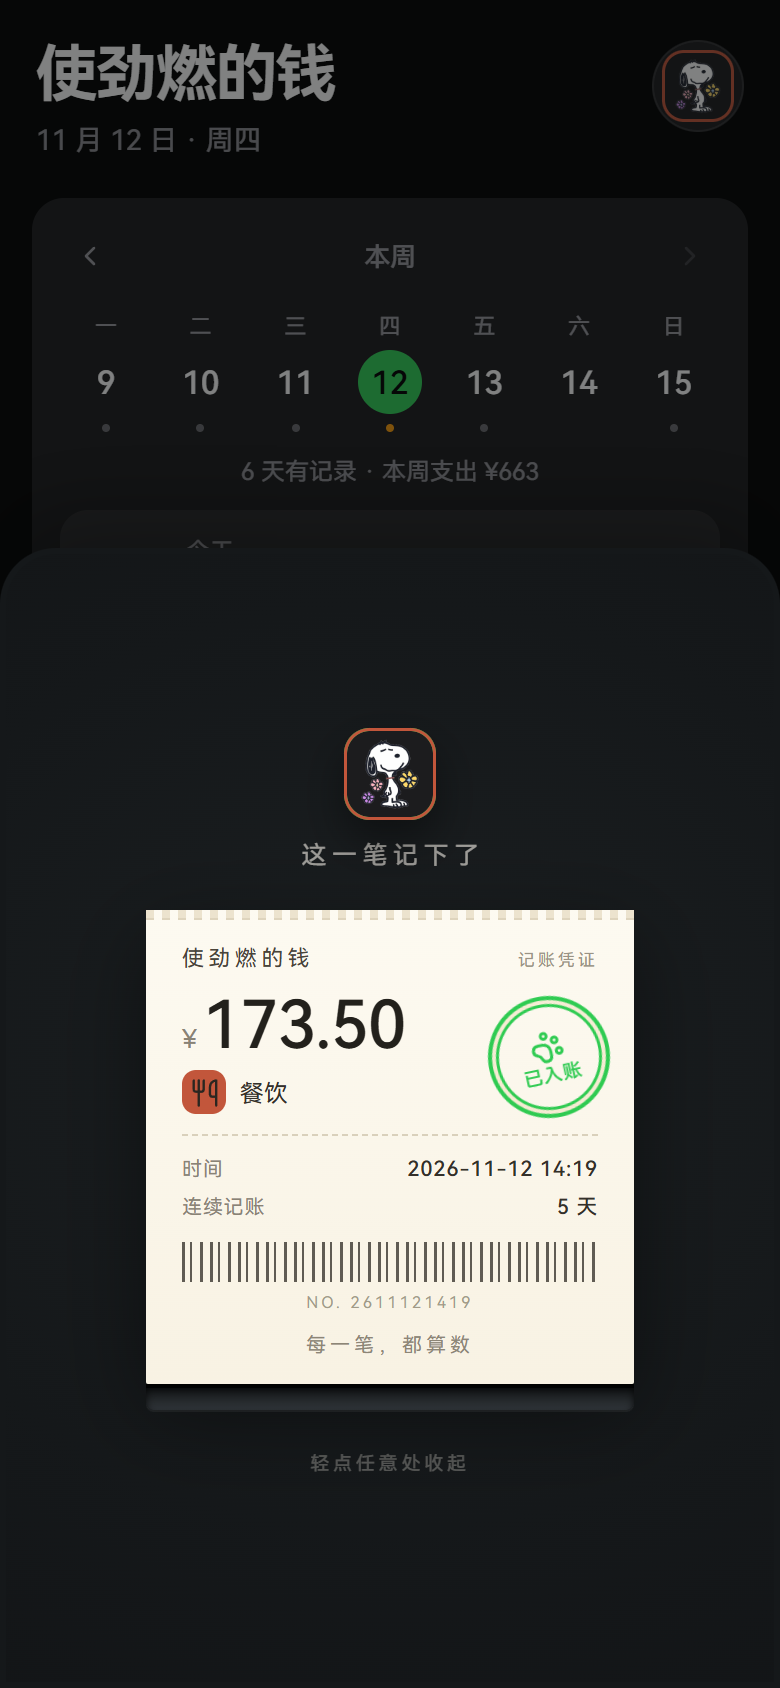 使劲燃的钱
11 月 12 日 · 周四
本周
一 二 三 四 五 六 日
9 10 11 12 13 14 15
6 天有记录 · 本周支出 ¥663
这一笔记下了
使劲燃的钱 记账凭证
¥ 173.50
已入账
餐饮
时间 2026-11-12 14:19
连续记账 5 天
NO. 2611121419
每一笔，都算数
轻点任意处收起